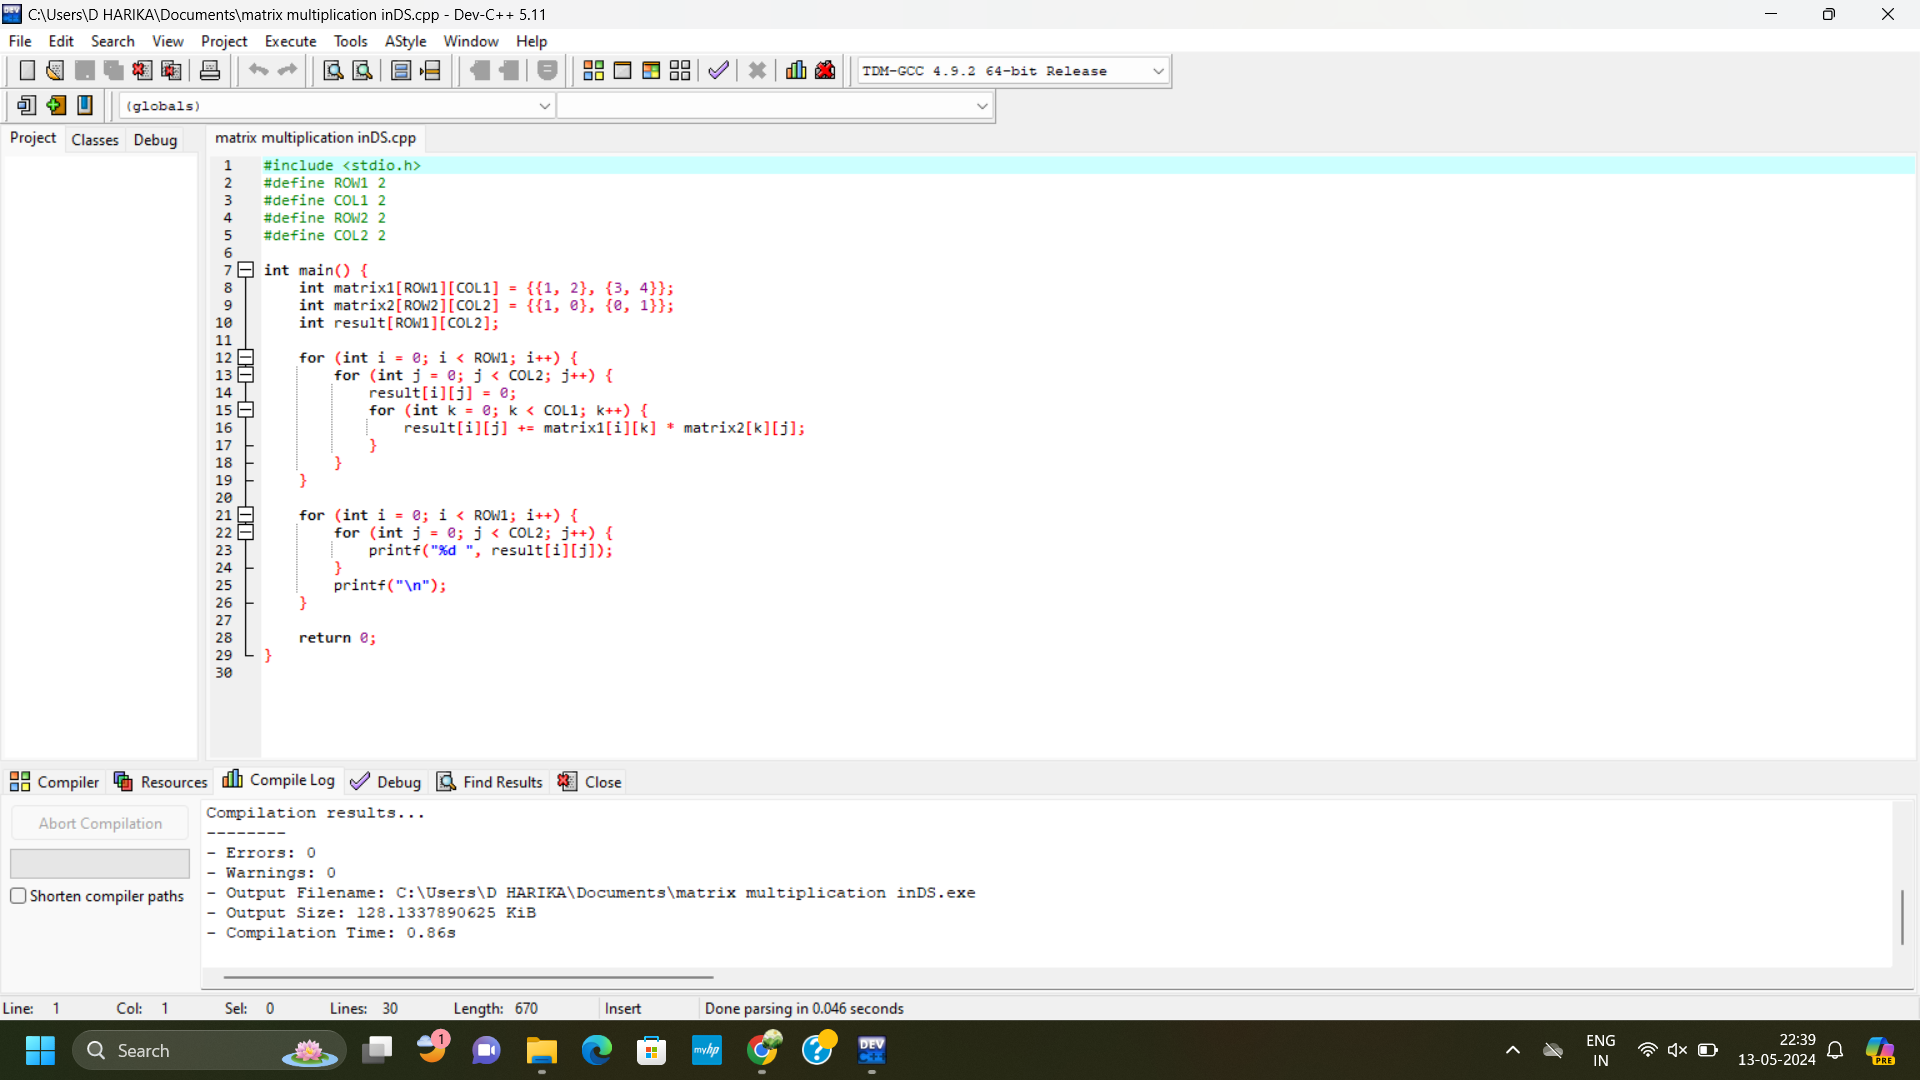 C:\Users\D HARIKA\Documents\matrix multiplication inDS.cpp - Dev-C++ 5.11
File Edit Search View Project Execute Tools AStyle Window Help
TDM-GCC 4.9.2 64-bit Release
(globals)
Project Classes Debug
matrix multiplication inDS.cpp
1 #include <stdio.h>
2 #define ROW1 2
3 #define COL1 2
4 #define ROW2 2
5 #define COL2 2
6
7 int main() {
8     int matrix1[ROW1][COL1] = {{1, 2}, {3, 4}};
9     int matrix2[ROW2][COL2] = {{1, 0}, {0, 1}};
10     int result[ROW1][COL2];
11
12     for (int i = 0; i < ROW1; i++) {
13         for (int j = 0; j < COL2; j++) {
14             result[i][j] = 0;
15             for (int k = 0; k < COL1; k++) {
16                 result[i][j] += matrix1[i][k] * matrix2[k][j];
17             }
18         }
19     }
20
21     for (int i = 0; i < ROW1; i++) {
22         for (int j = 0; j < COL2; j++) {
23             printf("%d ", result[i][j]);
24         }
25         printf("\n");
26     }
27
28     return 0;
29 }
30
Compiler Resources Compile Log Debug Find Results Close
Abort Compilation
Shorten compiler paths
Compilation results...
--------
- Errors: 0
- Warnings: 0
- Output Filename: C:\Users\D HARIKA\Documents\matrix multiplication inDS.exe
- Output Size: 128.1337890625 KiB
- Compilation Time: 0.86s
Line: 1 Col: 1 Sel: 0 Lines: 30 Length: 670 Insert Done parsing in 0.046 seconds
Search
1
myhp
DEV
C++
ENG
IN
22:39
13-05-2024
PRE